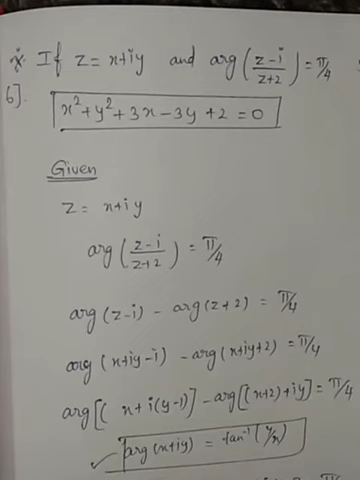 * If z = x+iy and arg(z-i/z+2) = π/4
6].
x²+y²+3x-3y+2=0
Given
z = x+iy
arg(z-i/z+2) = π/4
arg(z-i) - arg(z+2) = π/4
arg(x+iy-i) - arg(x+iy+2) = π/4
arg[( x+i(y-1)] - arg[(x+2)+iy] = π/4
arg(x+iy) = tan⁻¹(y/x)